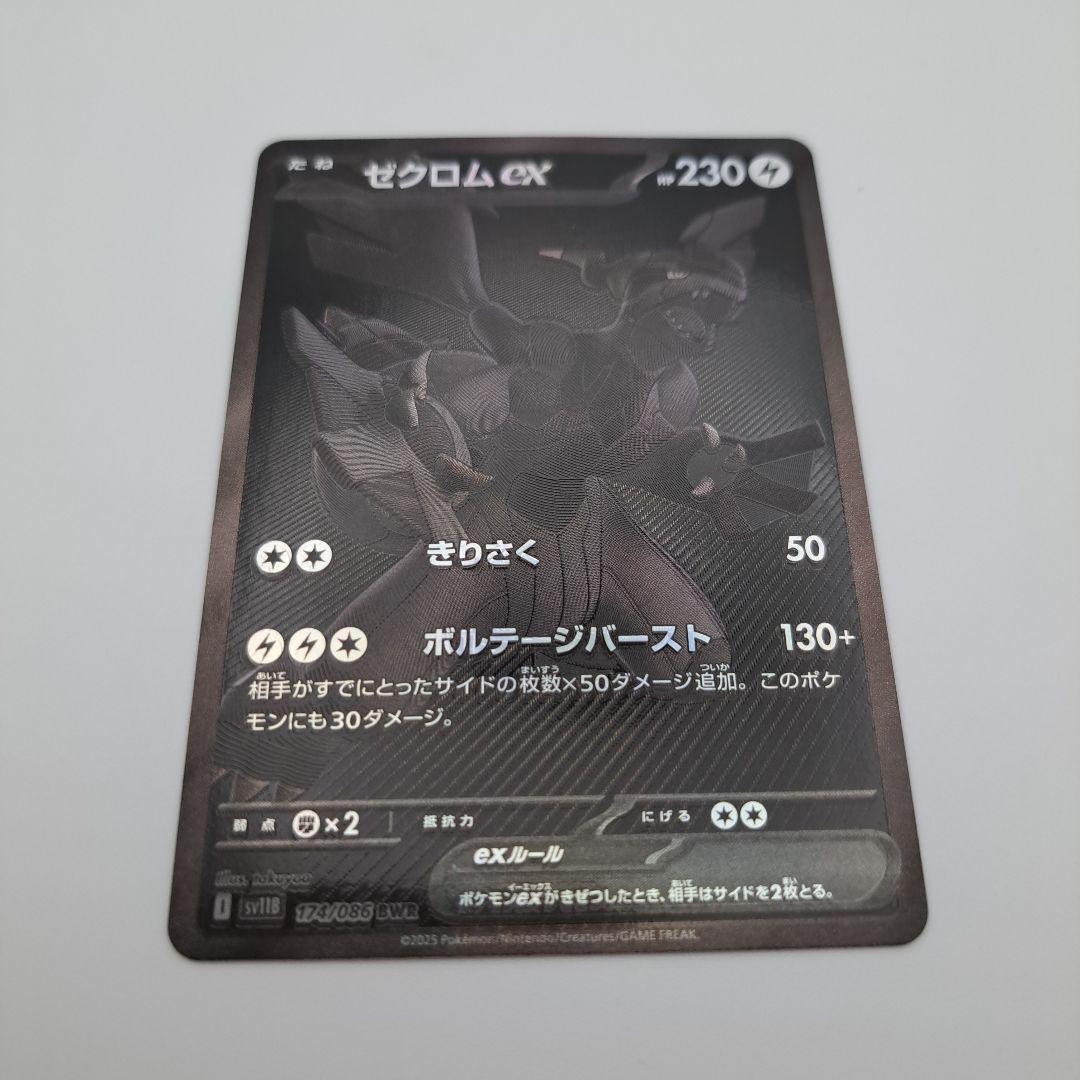 たね ゼクロムex HP230
きりさく 50
ボルテージバースト 130+
相手がすでにとったサイドの枚数×50ダメージ追加。このポケ
モンにも30ダメージ。
弱点 ×2 抵抗力 にげる
exルール
ポケモンexがきぜつしたとき、相手はサイドを2枚とる。
Illus. tokuyoo
I sv11B 174/086 BWR
©2025 Pokémon/Nintendo/Creatures/GAME FREAK.